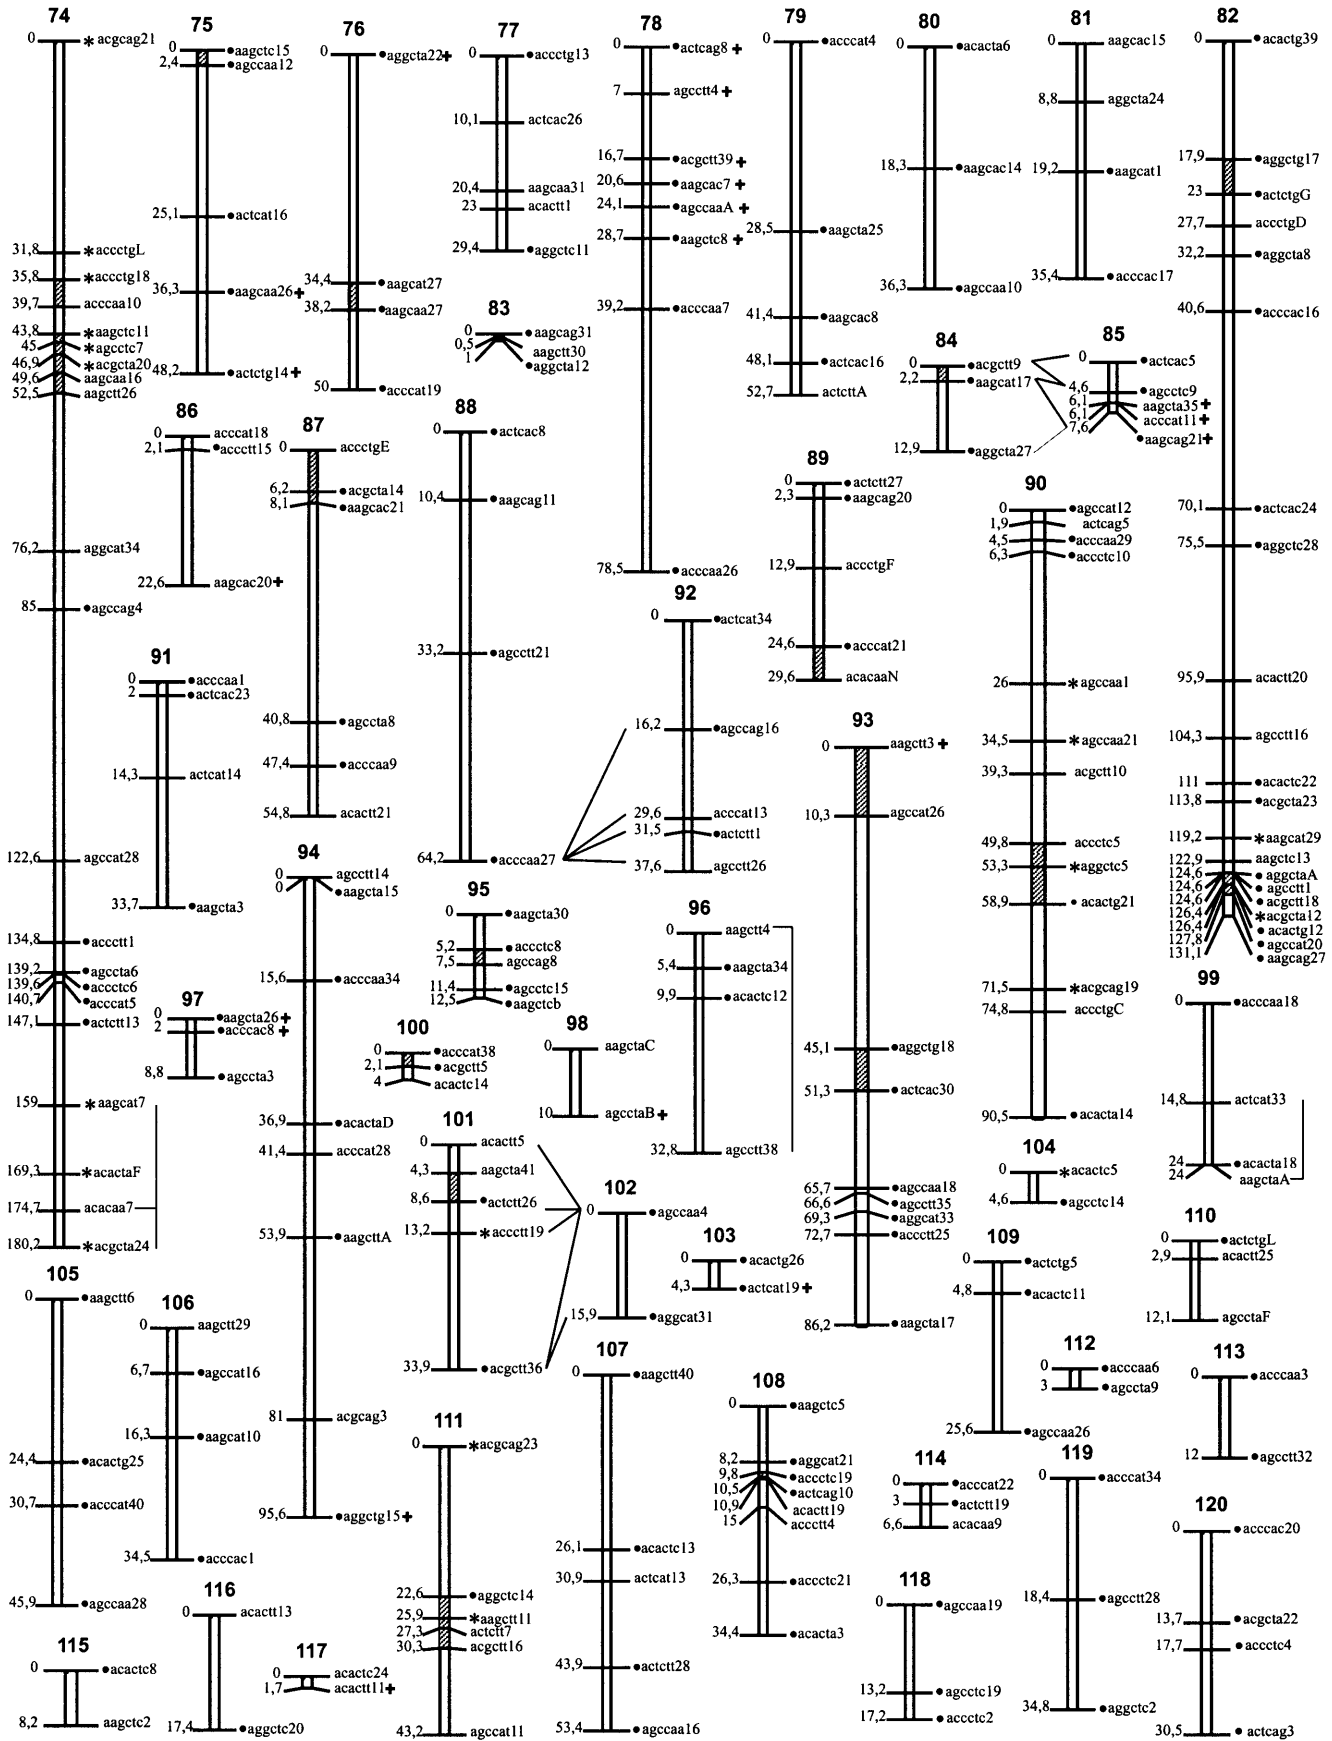 74
0 *acgcag21
31,8 *accctgL
35,8 *accctg18
39,7 acccaa10
43,8 *aagctc11
45 *agcctc7
46,9 *acgcta20
49,6 aagcaa16
52,5 aagctt26
76,2 aggcat34
85 •agccag4
122,6 agccat28
134,8 •accctt1
139,2 •agccta6
139,6 •accctc6
140,7 •acccat5
147,1 •actctt13
159 *aagcat7
169,3 *acactaF
174,7 acacaa7
180,2 *acgcta24
75
0 •aagctc15
2,4 •agccaa12
25,1 •actcat16
36,3 •aagcaa26+
48,2 •actctg14+
76
0 •aggcta22+
34,4 •aagcat27
38,2 •aagcaa27
50 •acccat19
77
0 •accctg13
10,1 actcac26
20,4 aagcaa31
23 acactt1
29,4 •aggctc11
78
0 •actcag8+
7 agcctt4+
16,7 •acgctt39+
20,6 •aagcac7+
24,1 •agccaaA+
28,7 •aagctc8+
39,2 •acccaa7
78,5 •acccaa26
79
0 •acccat4
28,5 •aagcta25
41,4 •aagcac8
48,1 •actcac16
52,7 actcttA
80
0 •acacta6
18,3 •aagcac14
36,3 •agccaa10
81
0 aagcac15
8,8 aggcta24
19,2 •aagcat1
35,4 •acccac17
82
0 •acactg39
17,9 •aggctg17
23 •actctgG
27,7 accctgD
32,2 •aggcta8
40,6 •acccac16
70,1 •actcac24
75,5 •aggctc28
95,9 acactt20
104,3 agcctt16
111 •acactc22
113,8 •acgcta23
119,2 *aagcat29
122,9 aagctc13
124,6 •aggctaA
124,6 •agcctt1
124,6 •acgctt18
126,4 *acgcta12
126,4 •acactg12
127,8 •agccat20
131,1 •aagcag27
83
0 •aagcag31
0,5 aagctt30
1 •aggcta12
84
0 •acgctt9
2,2 •aagcat17
12,9 •aggcta27
85
0 •actcac5
4,6 •agcctc9
6,1 aagcta35+
6,1 acccat11+
7,6 •aagcag21+
86
0 acccat18
2,1 •accctt15
22,6 aagcac20+
87
0 accctgE
6,2 •acgcta14
8,1 •aagcac21
40,8 •agccta8
47,4 •acccaa9
54,8 acactt21
88
0 •actcac8
10,4 •aagcag11
33,2 •agcctt21
64,2 •acccaa27
89
0 •actctt27
2,3 •aagcag20
12,9 accctgF
24,6 •acccat21
29,6 acacaaN
90
0 •agccat12
1,9 actcag5
4,5 •acccaa29
6,3 •accctc10
26 *agccaa1
34,5 *agccaa21
39,3 acgctt10
49,8 accctc5
53,3 *aggctc5
58,9 •acactg21
71,5 *acgcag19
74,8 accctgC
90,5 •acacta14
91
0 •acccaa1
2 •actcac23
14,3 actcat14
33,7 •aagcta3
92
0 •actcat34
16,2 •agccag16
29,6 acccat13
31,5 •actctt1
37,6 agcctt26
93
0 aagctt3+
10,3 agccat26
45,1 •aggctg18
51,3 •actcac30
65,7 •agccaa18
66,6 •agcctt35
69,3 •aggcat33
72,7 •accctt25
86,2 •aagcta17
94
0 agcctt14
0 •aagcta15
15,6 •acccaa34
36,9 •acactaD
41,4 acccat28
53,9 •aagcttA
81 acgcag3
95,6 •aggctg15+
95
0 •aagcta30
5,2 •accctc8
7,5 agccag8
11,4 •agcctc15
12,5 •aagctcb
96
0 aagctt4
5,4 •aagcta34
9,9 •acactc12
32,8 agcctt38
97
0 •aagcta26+
2 •acccac8+
8,8 •agccta3
98
0 aagctaC
10 agcctaB+
99
0 •acccaa18
14,8 actcat33
24 •acacta18
24 aagctaA
100
0 •acccat38
2,1 •acgctt5
4 acactc14
101
0 acactt5
4,3 aagcta41
8,6 •actctt26
13,2 *accctt19
33,9 •acgctt36
102
0 •agccaa4
15,9 •aggcat31
103
0 •acactg26
4,3 •actcat19+
104
0 *acactc5
4,6 •agcctc14
105
0 •aagctt6
24,4 •acactg25
30,7 •acccat40
45,9 •agccaa28
106
0 aagctt29
6,7 •agccat16
16,3 •aagcat10
34,5 •acccac1
107
0 •aagctt40
26,1 •acactc13
30,9 actcat13
43,9 •actctt28
53,4 •agccaa16
108
0 •aagctc5
8,2 •aggcat21
9,8 •accctc19
10,5 •actcag10
10,9 acactt19
15 accctt4
26,3 •accctc21
34,4 •acacta3
109
0 •actctg5
4,8 •acactc11
25,6 •agccaa26
110
0 •actctgL
2,9 •acactt25
12,1 agcctaF
111
0 *acgcag23
22,6 •aggctc14
25,9 *aagctt11
27,3 actctt7
30,3 acgctt16
43,2 agccat11
112
0 •acccaa6
3 •agccta9
113
0 •acccaa3
12 •agcctt32
114
0 •acccat22
3 •actctt19
6,6 acacaa9
115
0 •acactc8
8,2 aagctc2
116
0 acactt13
17,4 •aggctc20
117
0 acactc24
1,7 acactt11+
118
0 •agccaa19
13,2 •agcctc19
17,2 •accctc2
119
0 •acccat34
18,4 •agcctt28
34,8 •aggctc2
120
0 •acccac20
13,7 •acgcta22
17,7 •accctc4
30,5 •actcag3